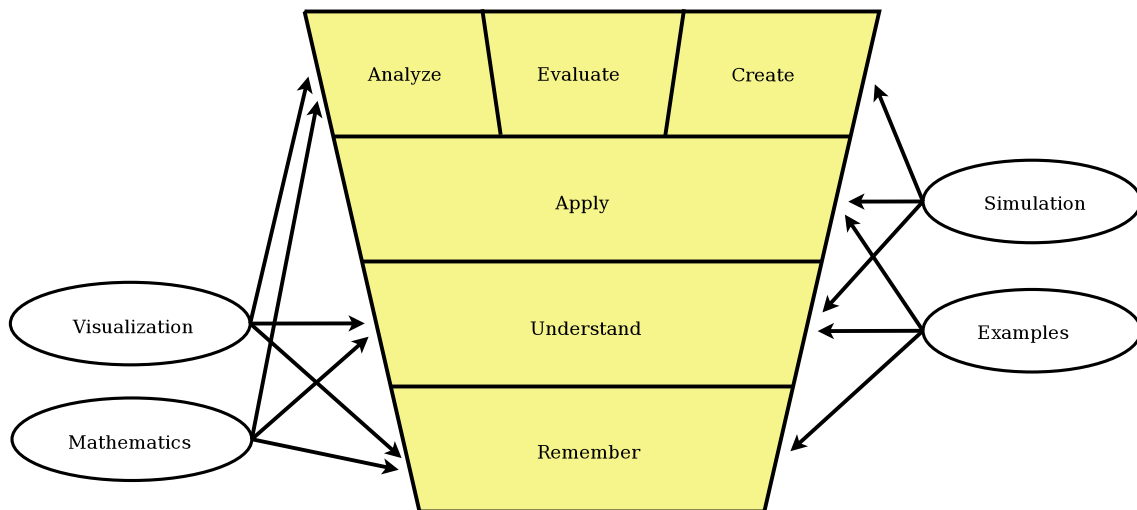 Analyze
Evaluate
Create
Apply
Simulation
Visualization
Understand
Examples
Mathematics
Remember